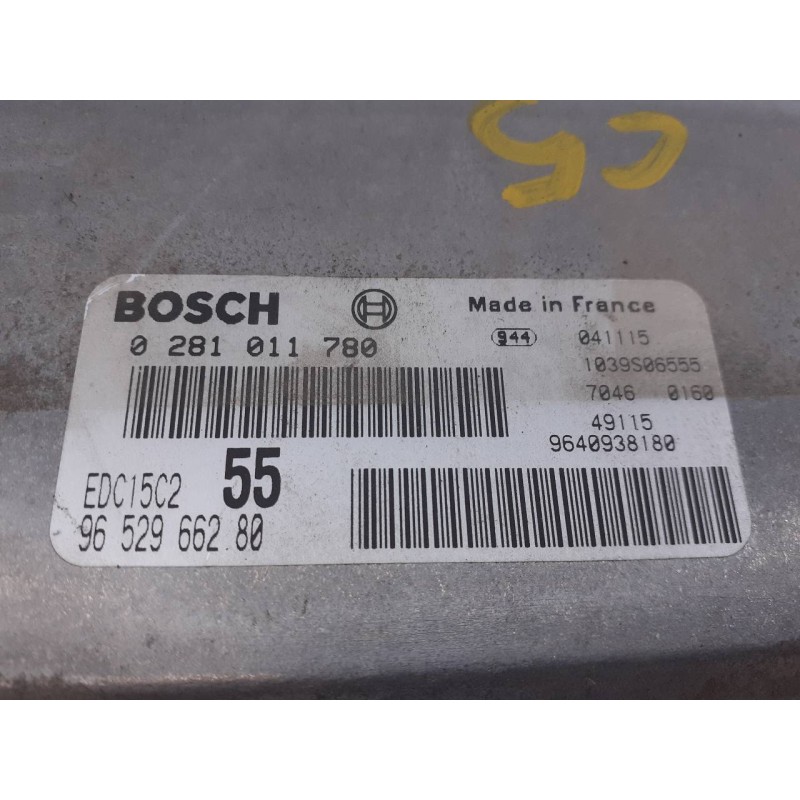 C5
BOSCH
Made in France
0 281 011 780
944
041115
1039S06555
7046 0160
49115
9640938180
EDC15C2
55
96 529 662 80